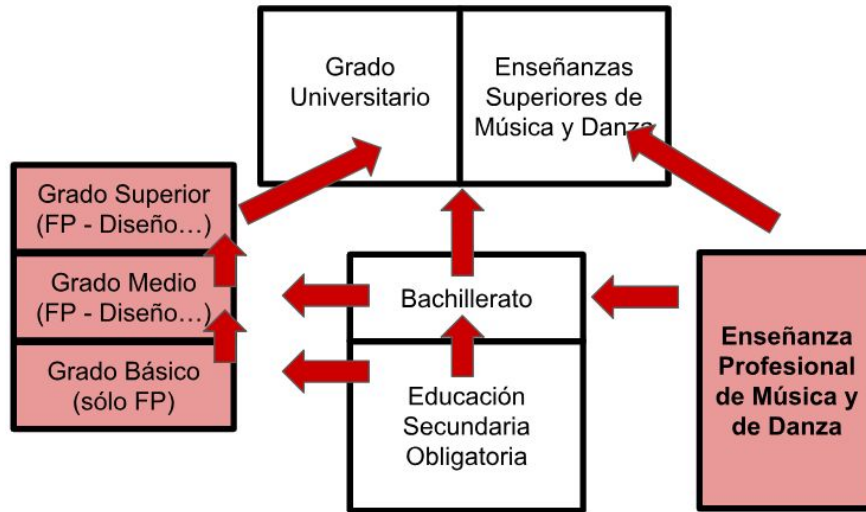 Grado
Universitario
Enseñanzas
Superiores de
Música y Danza
Grado Superior
(FP - Diseño…)
Grado Medio
(FP - Diseño…)
Grado Básico
(sólo FP)
Bachillerato
Educación
Secundaria
Obligatoria
Enseñanza
Profesional
de Música y
de Danza